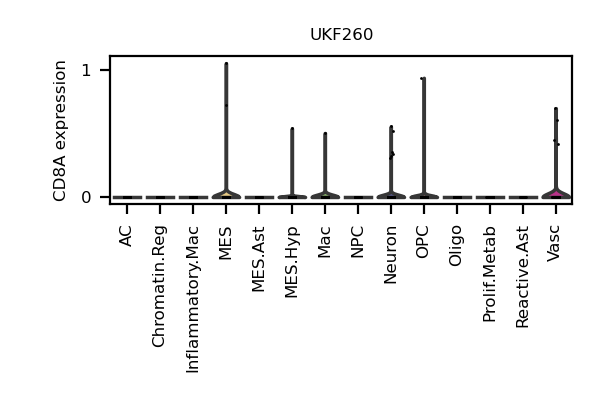 UKF260
CD8A expression
1
0
AC
Chromatin.Reg
Inflammatory.Mac
MES
MES.Ast
MES.Hyp
Mac
NPC
Neuron
OPC
Oligo
Prolif.Metab
Reactive.Ast
Vasc